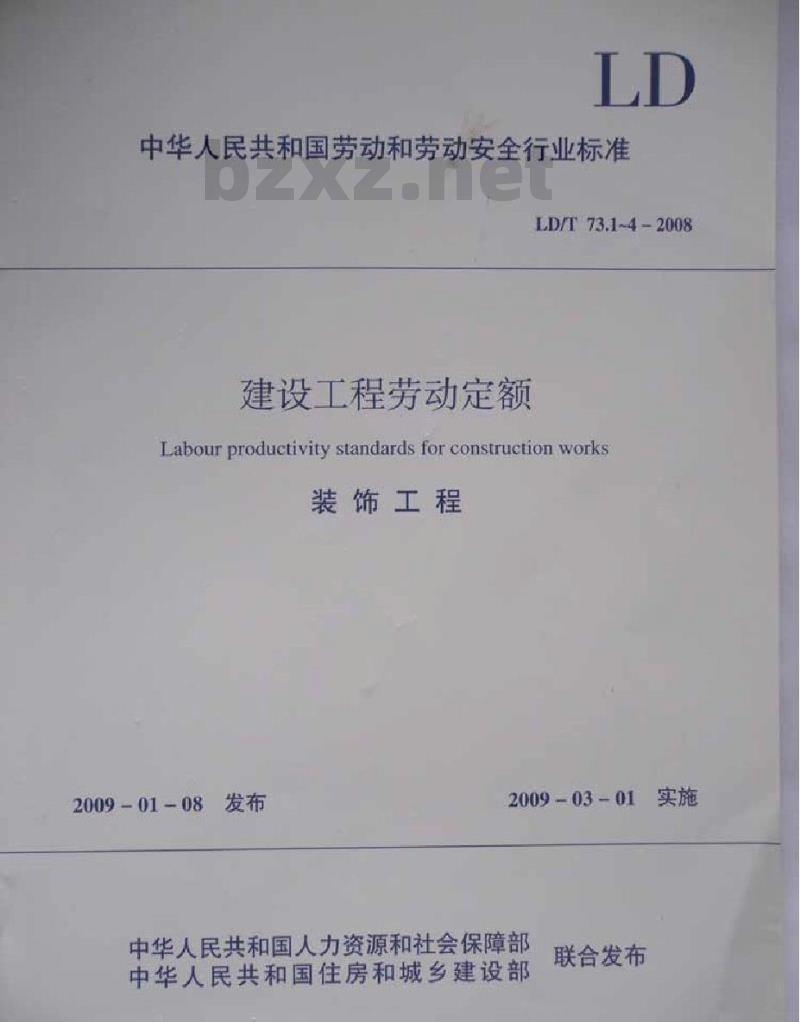 LD
中华人民共和国劳动和劳动安全行业标准
bzxz.net
LD/T 73.1~4-2008
建设工程劳动定额
Labour productivity standards for construction works
装饰工程
2009-01-08 发布
2009-03-01 实施
中华人民共和国人力资源和社会保障部
中华人民共和国住房和城乡建设部
联合发布